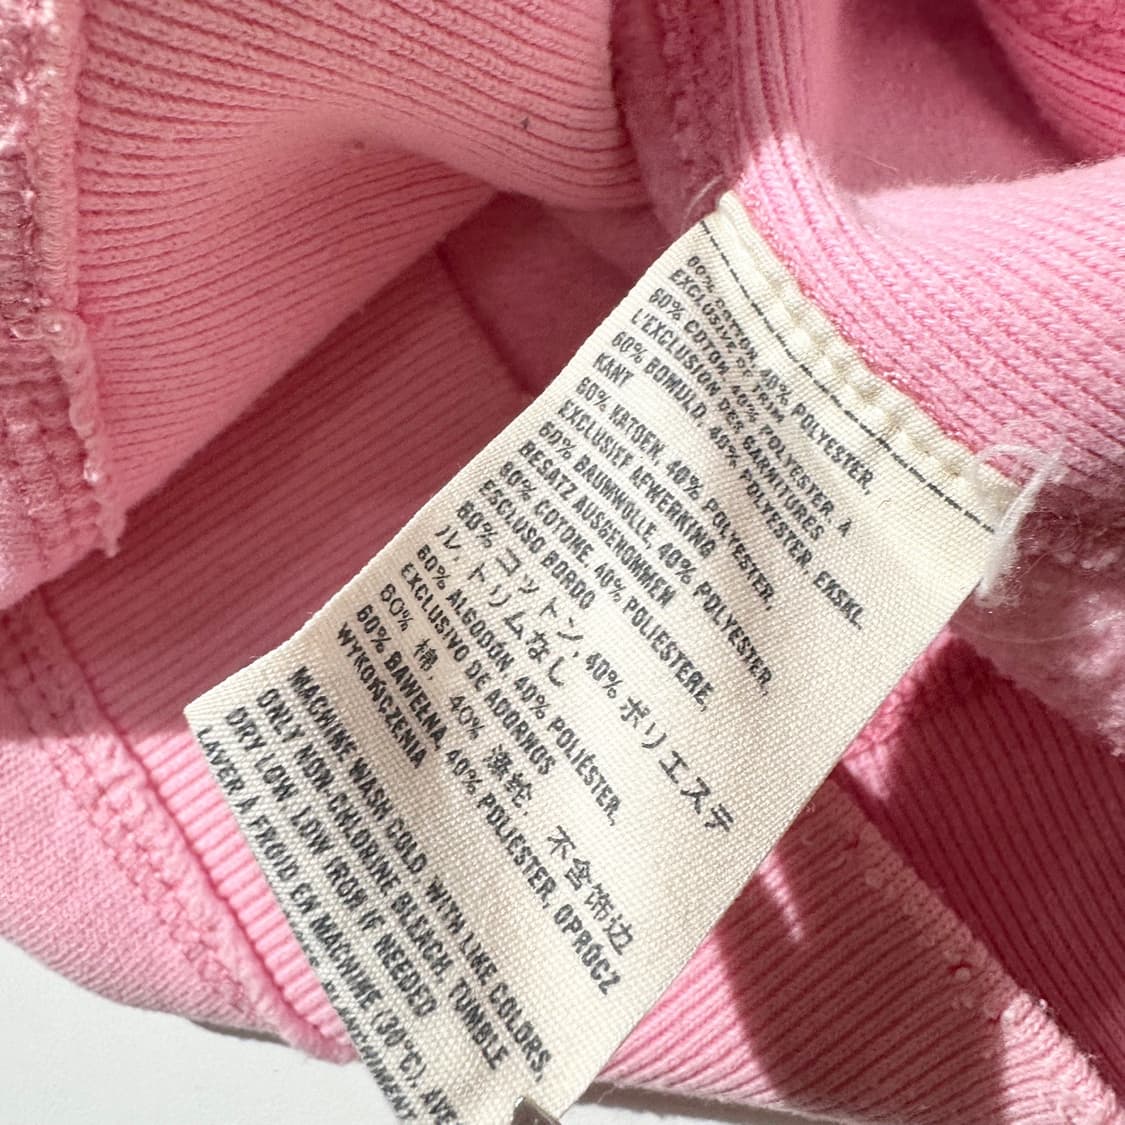 60% COTTON, 40% POLYESTER,
EXCLUSIVE OF TRIM
60% COTON, 40% POLYESTER, À
L'EXCLUSION DES GARNITURES
60% BOMULD, 40% POLYESTER, EKSKL.
KANT
60% KATOEN, 40% POLYESTER,
EXCLUSIEF AFWERKING
60% BAUMWOLLE, 40% POLYESTER,
BESATZ AUSGENOMMEN
60% COTONE, 40% POLIESTERE,
ESCLUSO BORDO
60% コットン, 40% ポリエステ
ル, トリムなし
60% ALGODÓN, 40% POLIÉSTER,
EXCLUSIVO DE ADORNOS
60% 棉, 40% 涤纶, 不含饰边
60% BAWEŁNA, 40% POLIESTER, OPRÓCZ
WYKOŃCZENIA
MACHINE WASH COLD, WITH LIKE COLORS,
ONLY NON-CHLORINE BLEACH, TUMBLE
DRY LOW, LOW IRON IF NEEDED
LAVER À FROID EN MACHINE (30°C), AVE